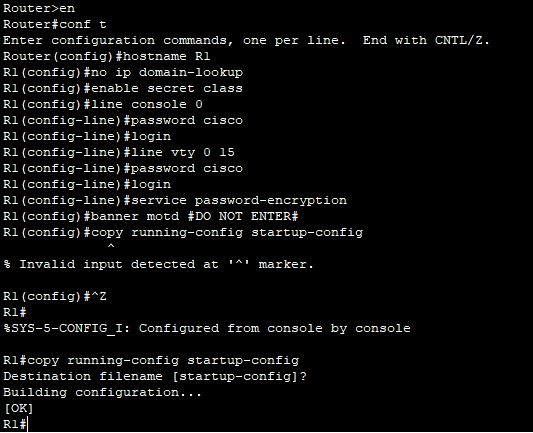 Router>en
Router#conf t
Enter configuration commands, one per line.  End with CNTL/Z.
Router(config)#hostname R1
R1(config)#no ip domain-lookup
R1(config)#enable secret class
R1(config)#line console 0
R1(config-line)#password cisco
R1(config-line)#login
R1(config-line)#line vty 0 15
R1(config-line)#password cisco
R1(config-line)#login
R1(config-line)#service password-encryption
R1(config)#banner motd #DO NOT ENTER#
R1(config)#copy running-config startup-config
             ^
% Invalid input detected at '^' marker.

R1(config)#^Z
R1#
%SYS-5-CONFIG_I: Configured from console by console

R1#copy running-config startup-config
Destination filename [startup-config]?
Building configuration...
[OK]
R1#